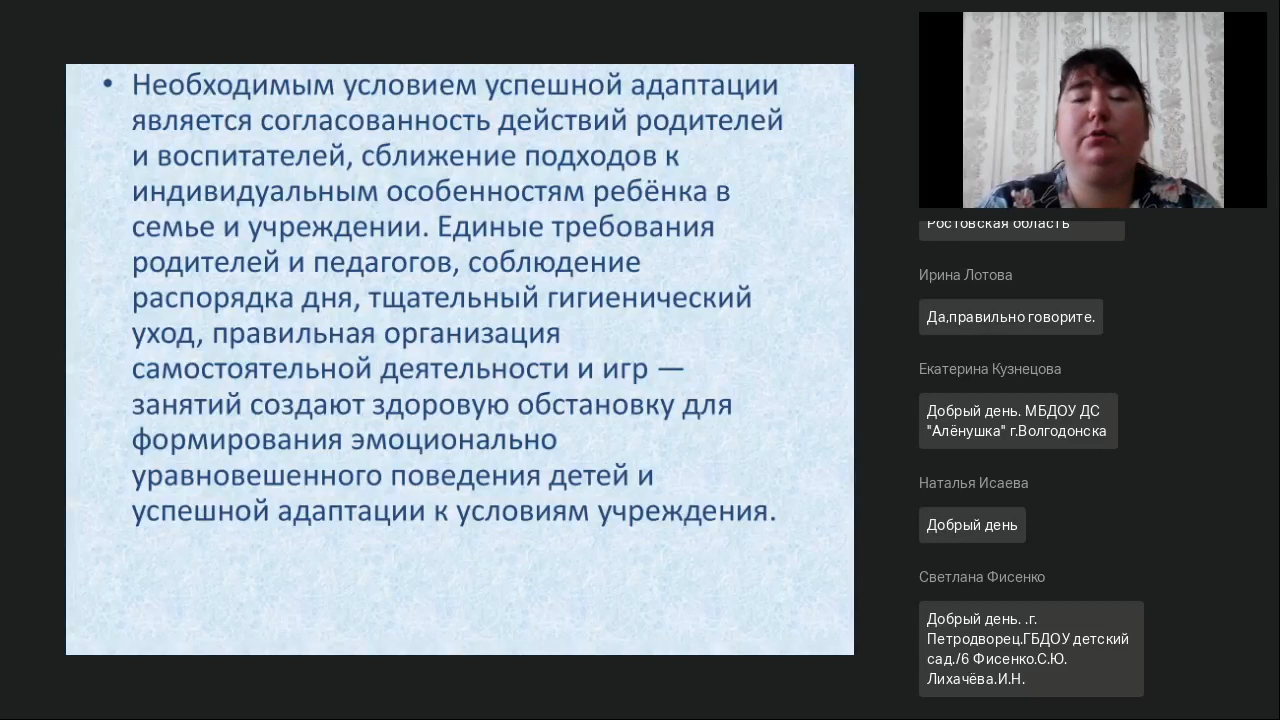 • Необходимым условием успешной адаптации
является согласованность действий родителей
и воспитателей, сближение подходов к
индивидуальным особенностям ребёнка в
семье и учреждении. Единые требования
родителей и педагогов, соблюдение
распорядка дня, тщательный гигиенический
уход, правильная организация
самостоятельной деятельности и игр —
занятий создают здоровую обстановку для
формирования эмоционально
уравновешенного поведения детей и
успешной адаптации к условиям учреждения.
Ростовская область
Ирина Лотова
Да,правильно говорите.
Екатерина Кузнецова
Добрый день. МБДОУ ДС
"Алёнушка" г.Волгодонска
Наталья Исаева
Добрый день
Светлана Фисенко
Добрый день. .г.
Петродворец.ГБДОУ детский
сад./6 Фисенко.С.Ю.
Лихачёва.И.Н.